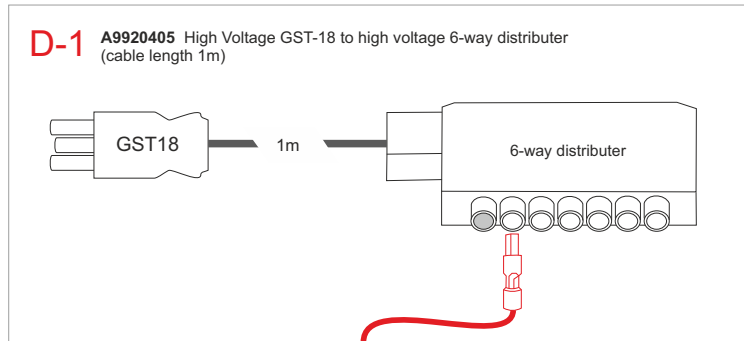 D-1 A9920405 High Voltage GST-18 to high voltage 6-way distributer
(cable length 1m)
GST18
1m
6-way distributer